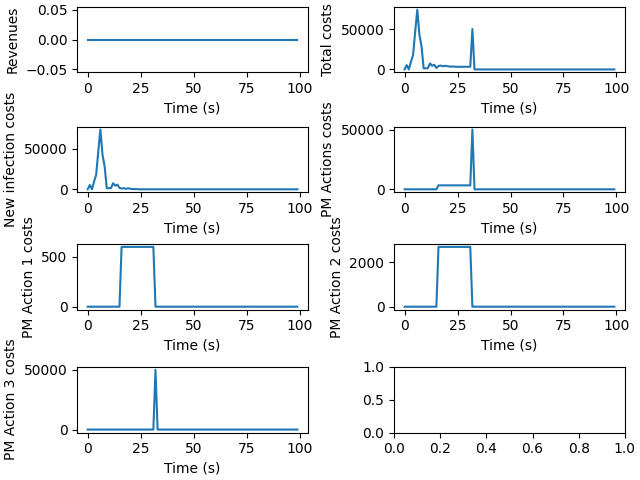 Revenues
0.05
0.00
−0.05
0 25 50 75 100
Time (s)
Total costs
50000
0
0 25 50 75 100
Time (s)
New infection costs
50000
0
0 25 50 75 100
Time (s)
PM Actions costs
50000
0
0 25 50 75 100
Time (s)
PM Action 1 costs
500
0
0 25 50 75 100
Time (s)
PM Action 2 costs
2000
0
0 25 50 75 100
Time (s)
PM Action 3 costs
50000
0
0 25 50 75 100
Time (s)
1.0
0.5
0.0
0.0 0.2 0.4 0.6 0.8 1.0